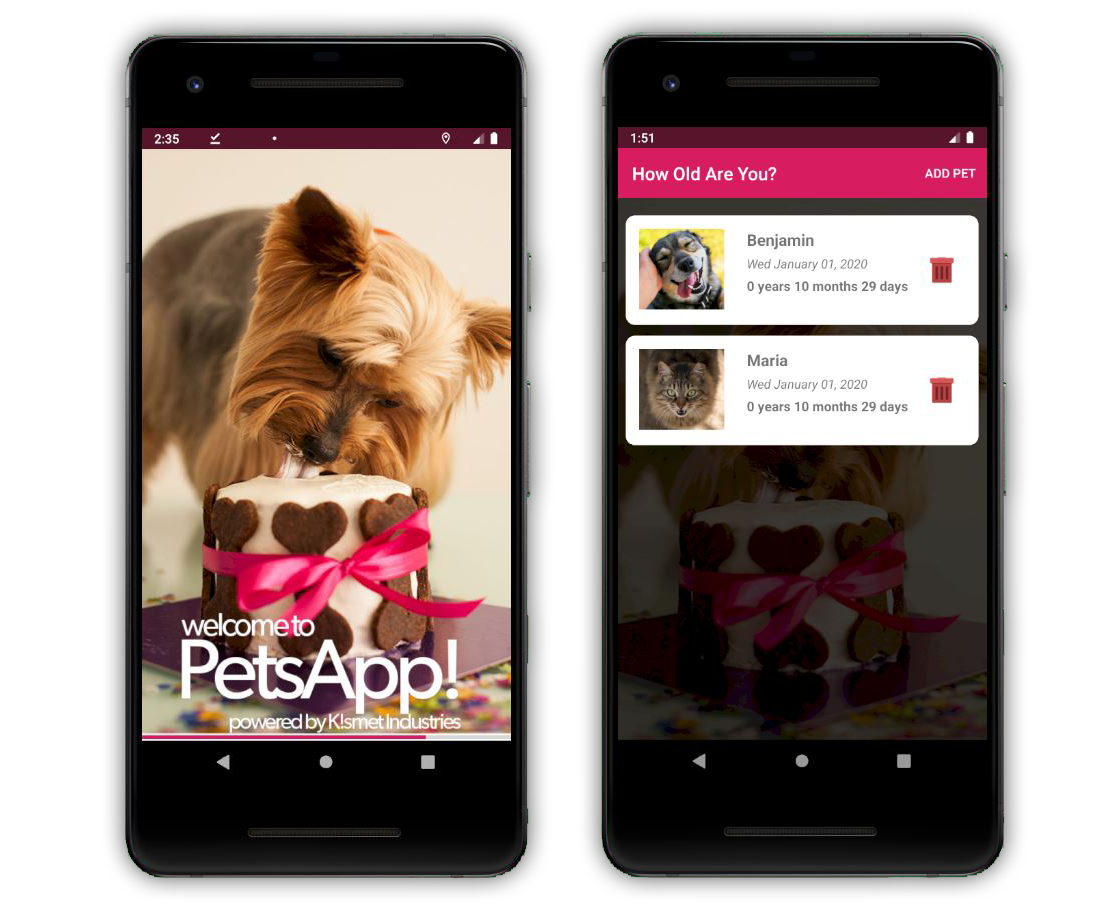 2:35
welcome to
PetsApp!
powered by K!smet Industries
1:51
How Old Are You?
ADD PET
Benjamin
Wed January 01, 2020
0 years 10 months 29 days
Maria
Wed January 01, 2020
0 years 10 months 29 days